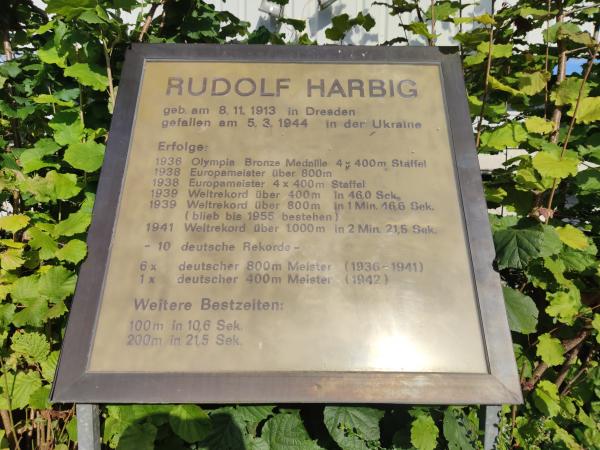 RUDOLF HARBIG
geb. am 8. 11. 1913 in Dresden
gefallen am 5. 3. 1944 in der Ukraine
Erfolge:
1936 Olympia Bronze Medaille 4 x 400m Staffel
1938 Europameister über 800m
1938 Europameister 4 x 400m Staffel
1939 Weltrekord über 400m in 46,0 Sek.
1939 Weltrekord über 800m in 1 Min. 46,6 Sek.
(blieb bis 1955 bestehen)
1941 Weltrekord über 1.000m in 2 Min. 21,5 Sek.
- 10 deutsche Rekorde -
6 x deutscher 800m Meister (1936-1941)
1 x deutscher 400m Meister (1942)
Weitere Bestzeiten:
100m in 10,6 Sek.
200m in 21,5 Sek.